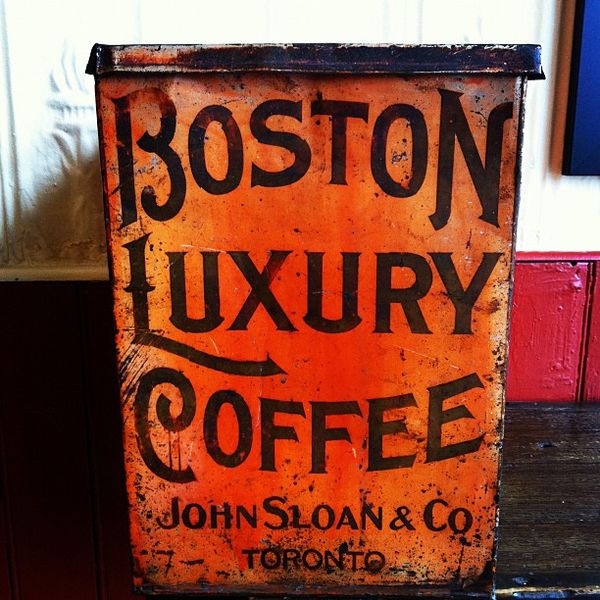 BOSTON
LUXURY
COFFEE
JOHN SLOAN & CO
TORONTO